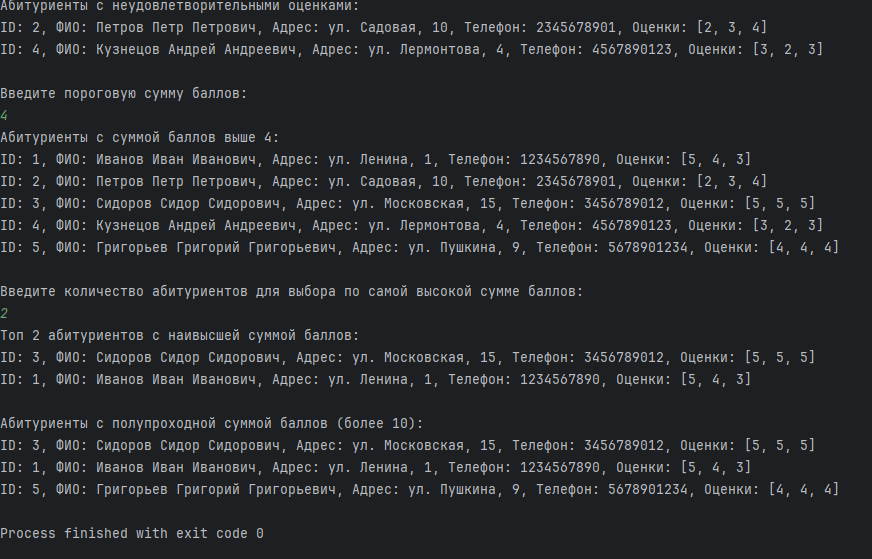 Абитуриенты с неудовлетворительными оценками:
ID: 2, ФИО: Петров Петр Петрович, Адрес: ул. Садовая, 10, Телефон: 2345678901, Оценки: [2, 3, 4]
ID: 4, ФИО: Кузнецов Андрей Андреевич, Адрес: ул. Лермонтова, 4, Телефон: 4567890123, Оценки: [3, 2, 3]
Введите пороговую сумму баллов:
4
Абитуриенты с суммой баллов выше 4:
ID: 1, ФИО: Иванов Иван Иванович, Адрес: ул. Ленина, 1, Телефон: 1234567890, Оценки: [5, 4, 3]
ID: 2, ФИО: Петров Петр Петрович, Адрес: ул. Садовая, 10, Телефон: 2345678901, Оценки: [2, 3, 4]
ID: 3, ФИО: Сидоров Сидор Сидорович, Адрес: ул. Московская, 15, Телефон: 3456789012, Оценки: [5, 5, 5]
ID: 4, ФИО: Кузнецов Андрей Андреевич, Адрес: ул. Лермонтова, 4, Телефон: 4567890123, Оценки: [3, 2, 3]
ID: 5, ФИО: Григорьев Григорий Григорьевич, Адрес: ул. Пушкина, 9, Телефон: 5678901234, Оценки: [4, 4, 4]
Введите количество абитуриентов для выбора по самой высокой сумме баллов:
2
Топ 2 абитуриентов с наивысшей суммой баллов:
ID: 3, ФИО: Сидоров Сидор Сидорович, Адрес: ул. Московская, 15, Телефон: 3456789012, Оценки: [5, 5, 5]
ID: 1, ФИО: Иванов Иван Иванович, Адрес: ул. Ленина, 1, Телефон: 1234567890, Оценки: [5, 4, 3]
Абитуриенты с полупроходной суммой баллов (более 10):
ID: 3, ФИО: Сидоров Сидор Сидорович, Адрес: ул. Московская, 15, Телефон: 3456789012, Оценки: [5, 5, 5]
ID: 1, ФИО: Иванов Иван Иванович, Адрес: ул. Ленина, 1, Телефон: 1234567890, Оценки: [5, 4, 3]
ID: 5, ФИО: Григорьев Григорий Григорьевич, Адрес: ул. Пушкина, 9, Телефон: 5678901234, Оценки: [4, 4, 4]
Process finished with exit code 0